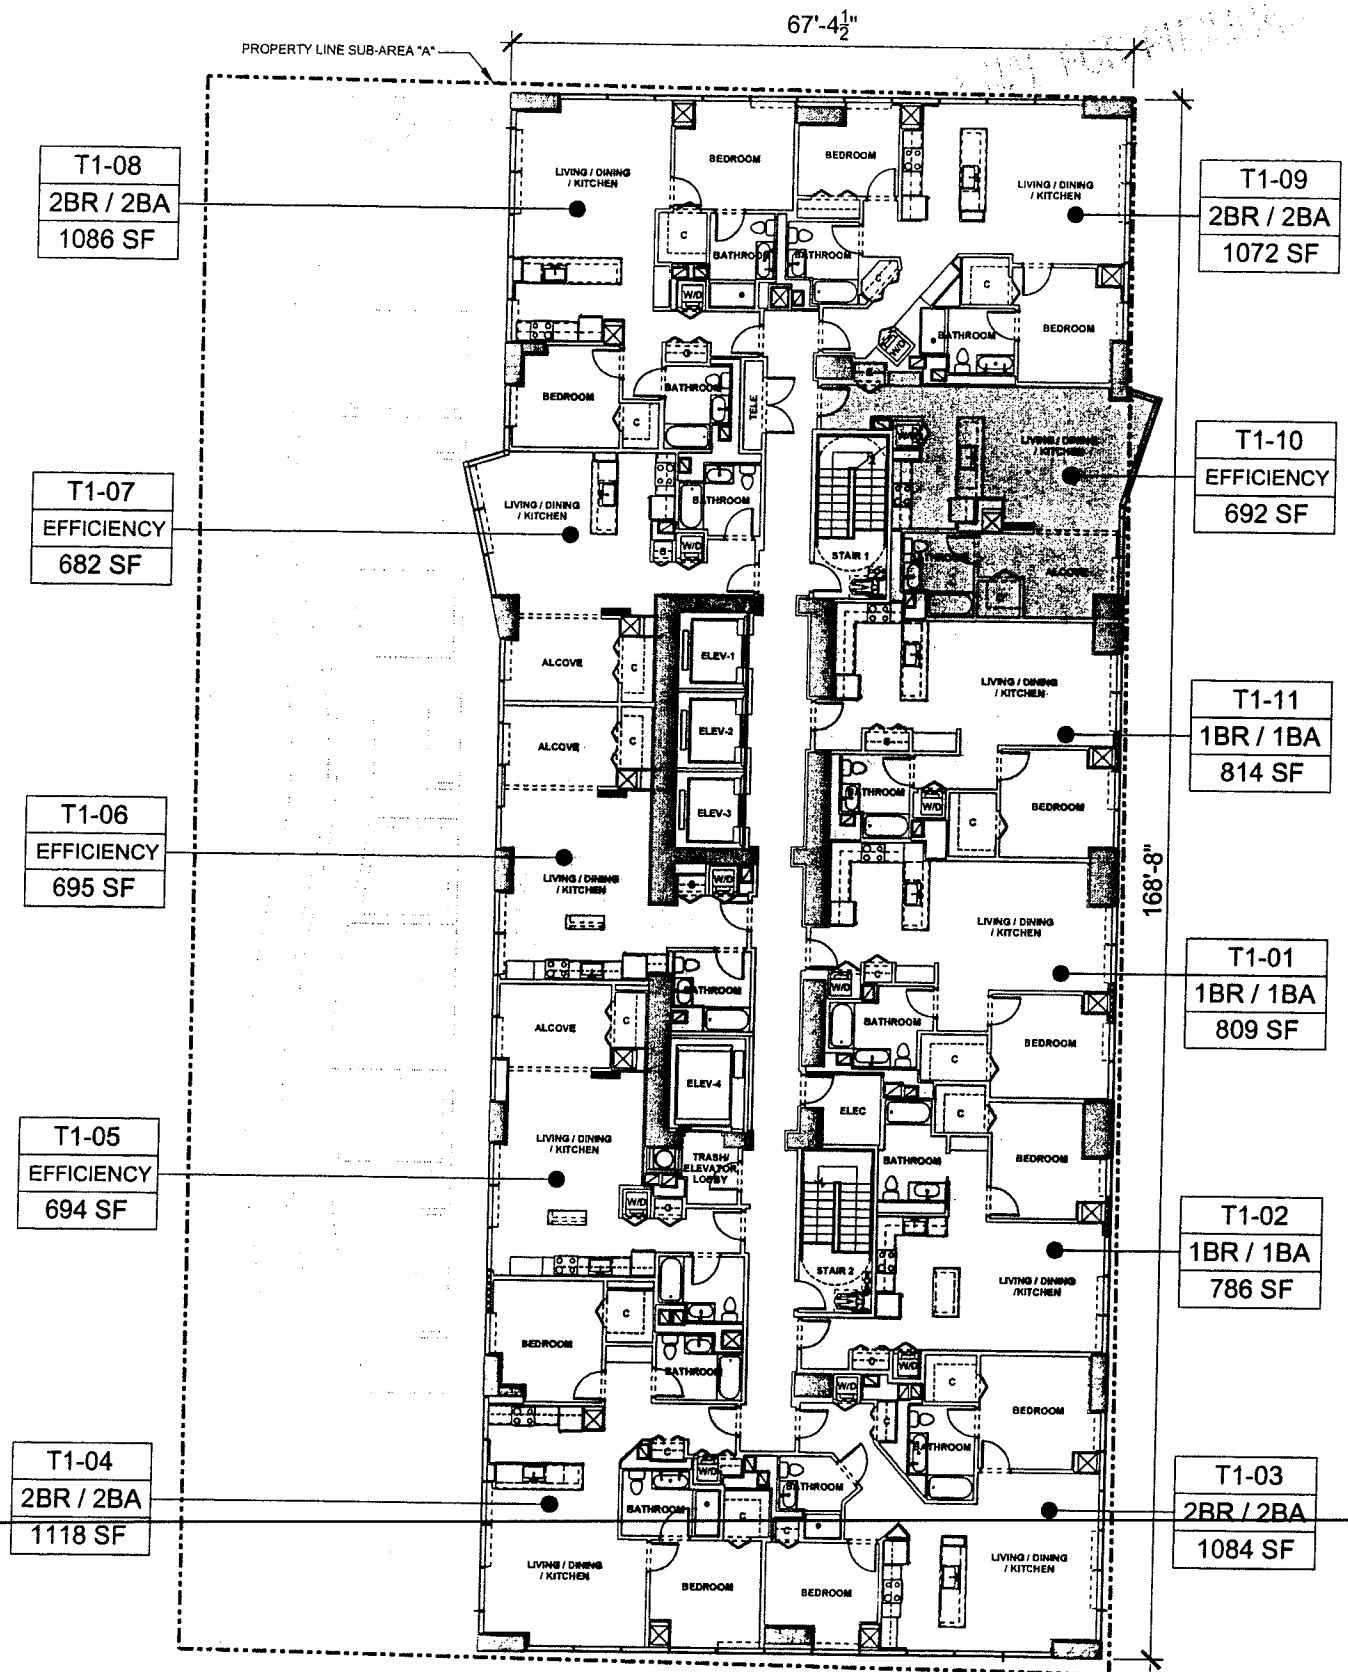 67'-4½"
PROPERTY LINE SUB-AREA "A"
T1-08
2BR / 2BA
1086 SF
T1-09
2BR / 2BA
1072 SF
LIVING / DINING
/ KITCHEN
BEDROOM
BEDROOM
LIVING / DINING
/ KITCHEN
C
BATHROOM
BATHROOM
C
C
W/D
BATHROOM
BEDROOM
W/D
BEDROOM
BATHROOM
C
TELE
T1-10
EFFICIENCY
692 SF
W/D
LIVING / DINING
/ KITCHEN
T1-07
EFFICIENCY
682 SF
LIVING / DINING
/ KITCHEN
BATHROOM
W/D
STAIR 1
BATHROOM
ALCOVE
ELEV-1
ALCOVE
C
LIVING / DINING
/ KITCHEN
T1-11
1BR / 1BA
814 SF
ELEV-2
ALCOVE
C
ELEV-3
THROOM
W/D
C
BEDROOM
T1-06
EFFICIENCY
695 SF
LIVING / DINING
/ KITCHEN
W/D
168'-8"
LIVING / DINING
/ KITCHEN
T1-01
1BR / 1BA
809 SF
W/D
C
BATHROOM
BATHROOM
ALCOVE
C
C
BEDROOM
ELEV-4
ELEC
C
T1-05
EFFICIENCY
694 SF
LIVING / DINING
/ KITCHEN
TRASH/
ELEVATOR
LOBBY
BATHROOM
BEDROOM
W/D
T1-02
1BR / 1BA
786 SF
STAIR 2
LIVING / DINING
/KITCHEN
C
BEDROOM
BATHROOM
C
W/D
W/D
C
BEDROOM
C
BATHROOM
T1-04
2BR / 2BA
1118 SF
C
W/D
BATHROOM
BATHROOM
C
C
T1-03
2BR / 2BA
1084 SF
LIVING / DINING
/ KITCHEN
BEDROOM
BEDROOM
LIVING / DINING
/ KITCHEN